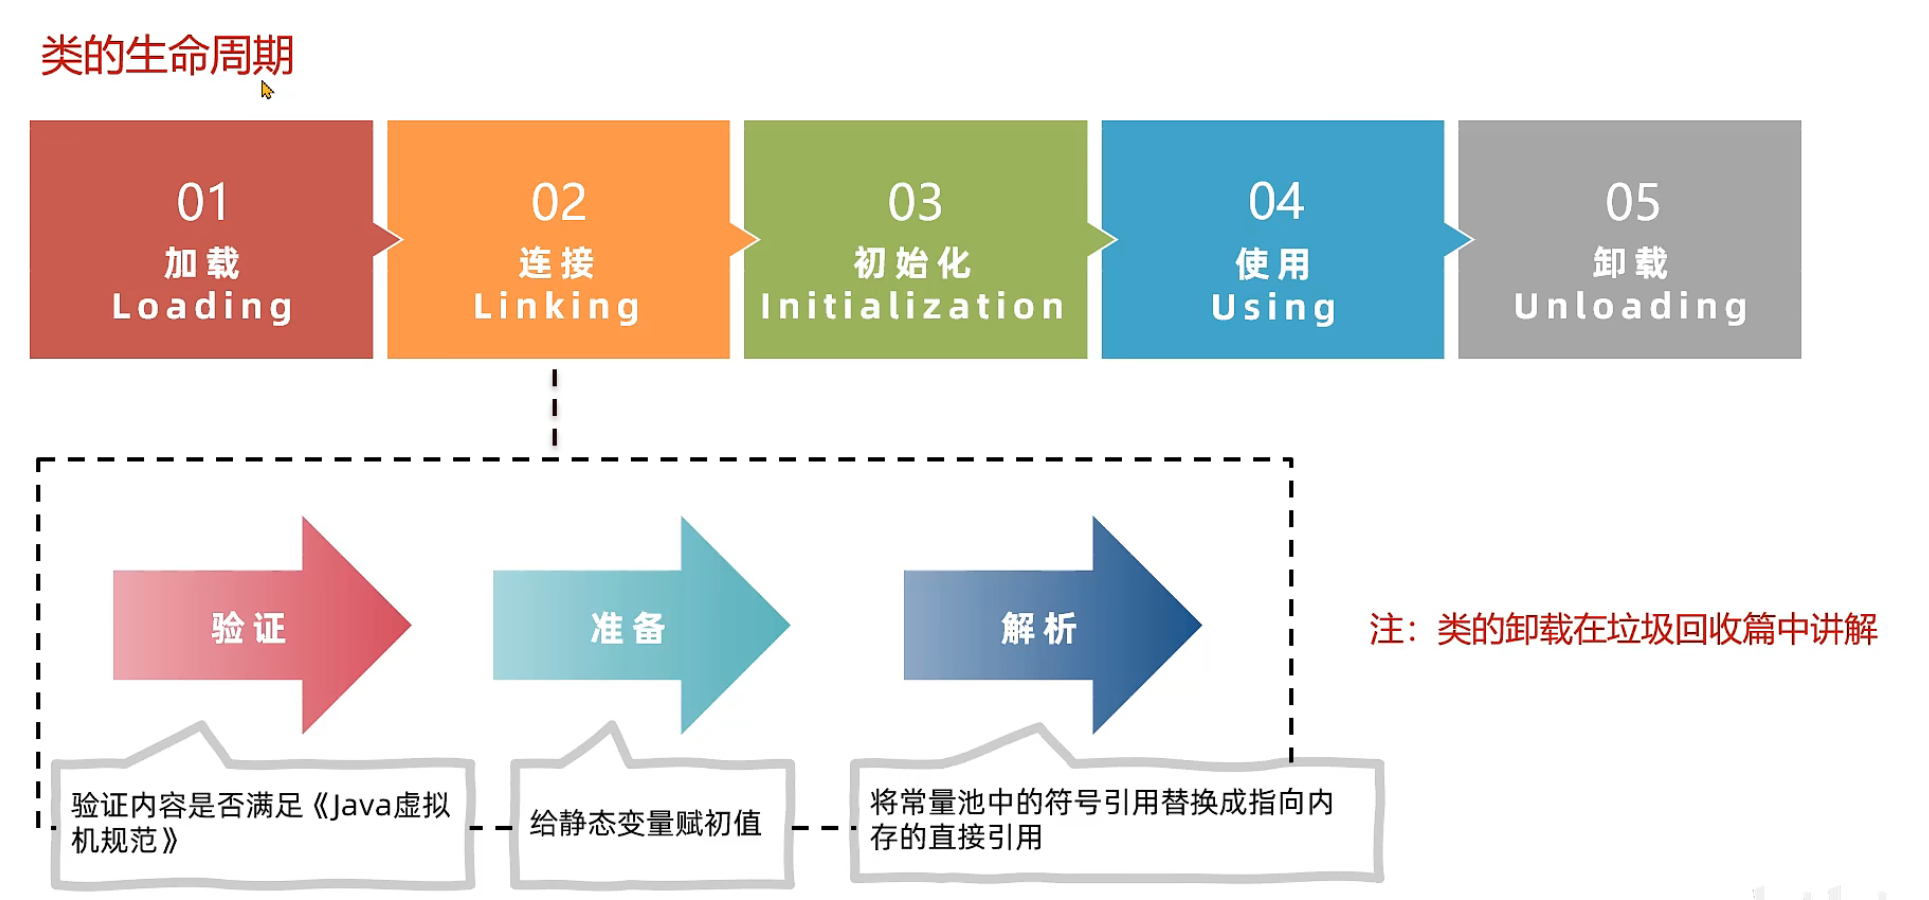 类的生命周期
01
加载
Loading
02
连接
Linking
03
初始化
Initialization
04
使用
Using
05
卸载
Unloading
验证
准备
解析
注：类的卸载在垃圾回收篇中讲解
验证内容是否满足《Java虚拟
机规范》
给静态变量赋初值
将常量池中的符号引用替换成指向内
存的直接引用